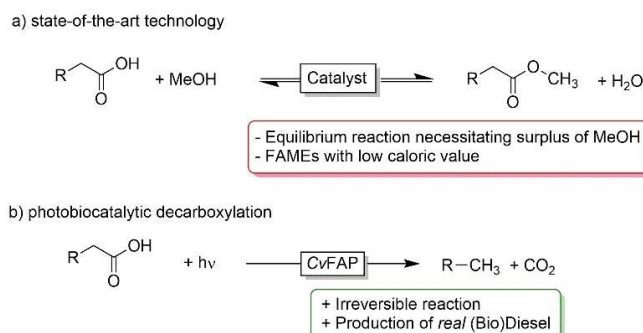 a) state-of-the-art technology
R OH O + MeOH Catalyst R O CH₃ O + H₂O
- Equilibrium reaction necessitating surplus of MeOH
- FAMEs with low caloric value
b) photobiocatalytic decarboxylation
R OH O + hν CvFAP R−CH₃ + CO₂
+ Irreversible reaction
+ Production of real (Bio)Diesel